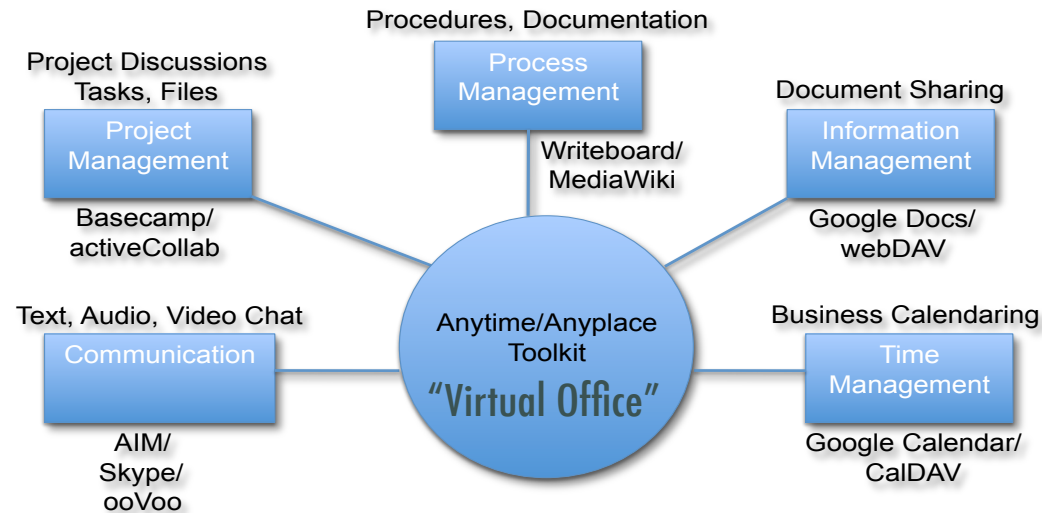 Procedures, Documentation
Process
Management
Writeboard/
MediaWiki
Project Discussions
Tasks, Files
Project
Management
Basecamp/
activeCollab
Document Sharing
Information
Management
Google Docs/
webDAV
Text, Audio, Video Chat
Communication
AIM/
Skype/
ooVoo
Anytime/Anyplace
Toolkit
“Virtual Office”
Business Calendaring
Time
Management
Google Calendar/
CalDAV